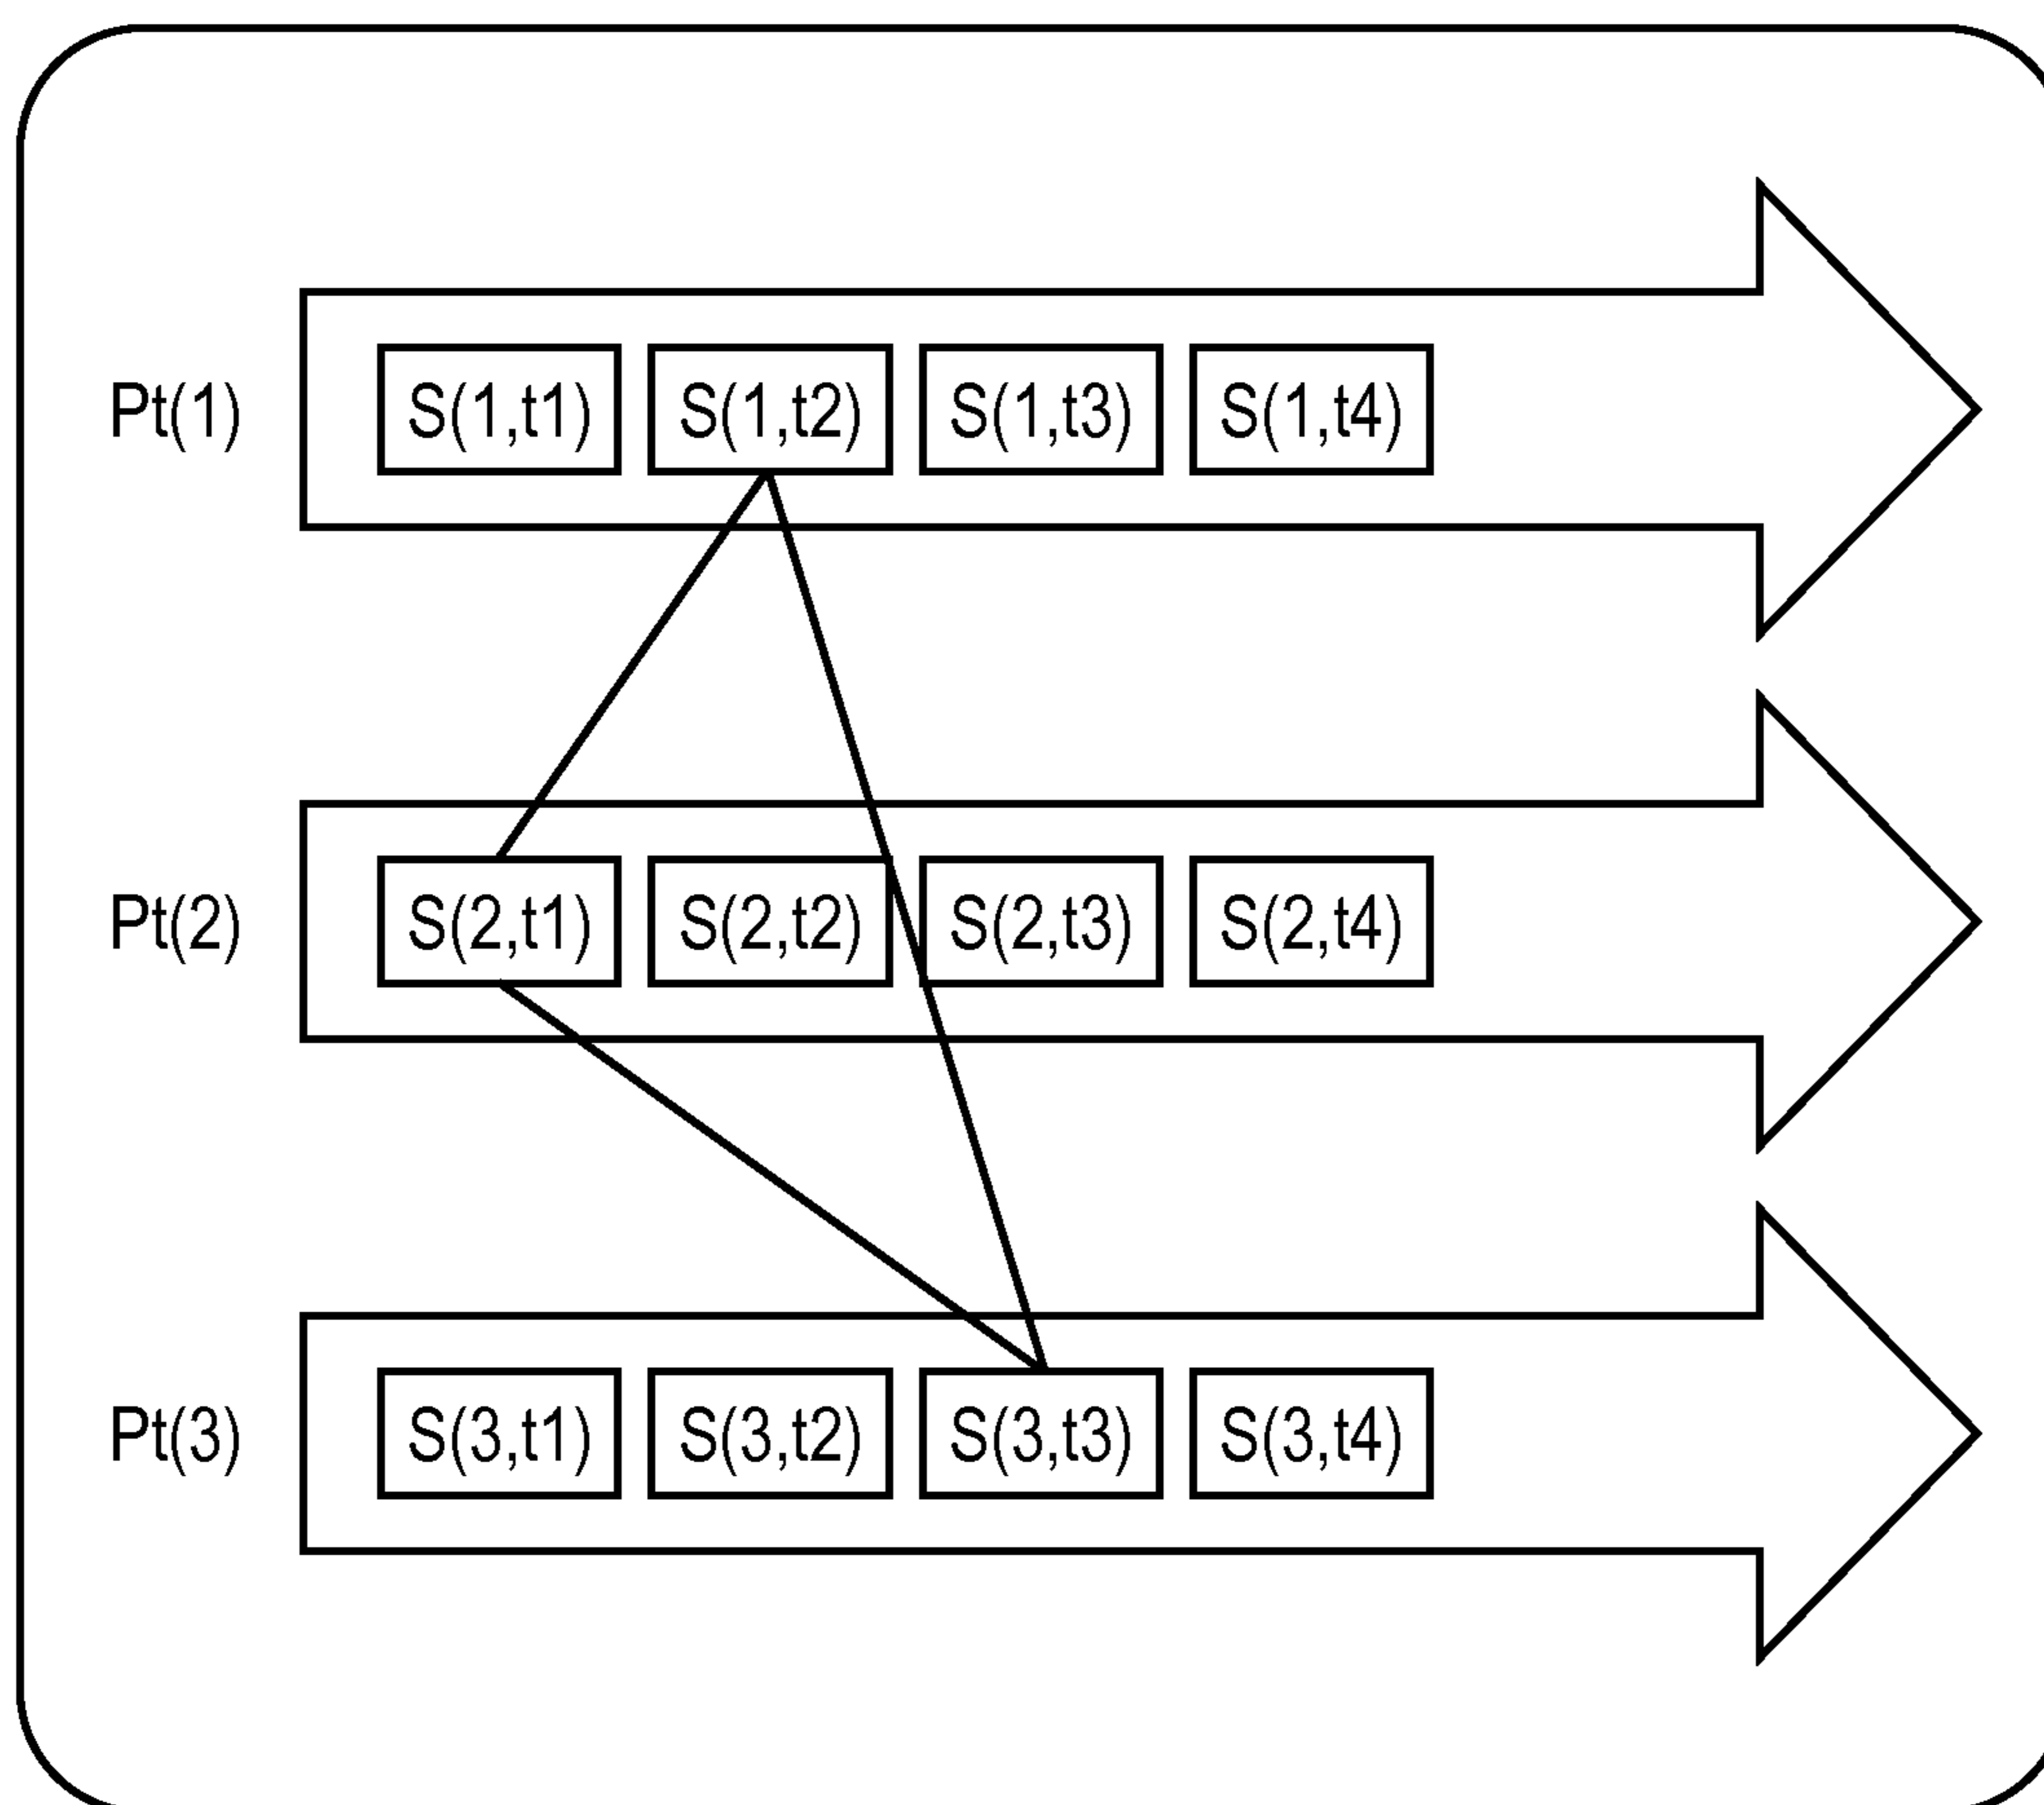 Pt(1) S(1,t1) S(1,t2) S(1,t3) S(1,t4)
Pt(2) S(2,t1) S(2,t2) S(2,t3) S(2,t4)
Pt(3) S(3,t1) S(3,t2) S(3,t3) S(3,t4)